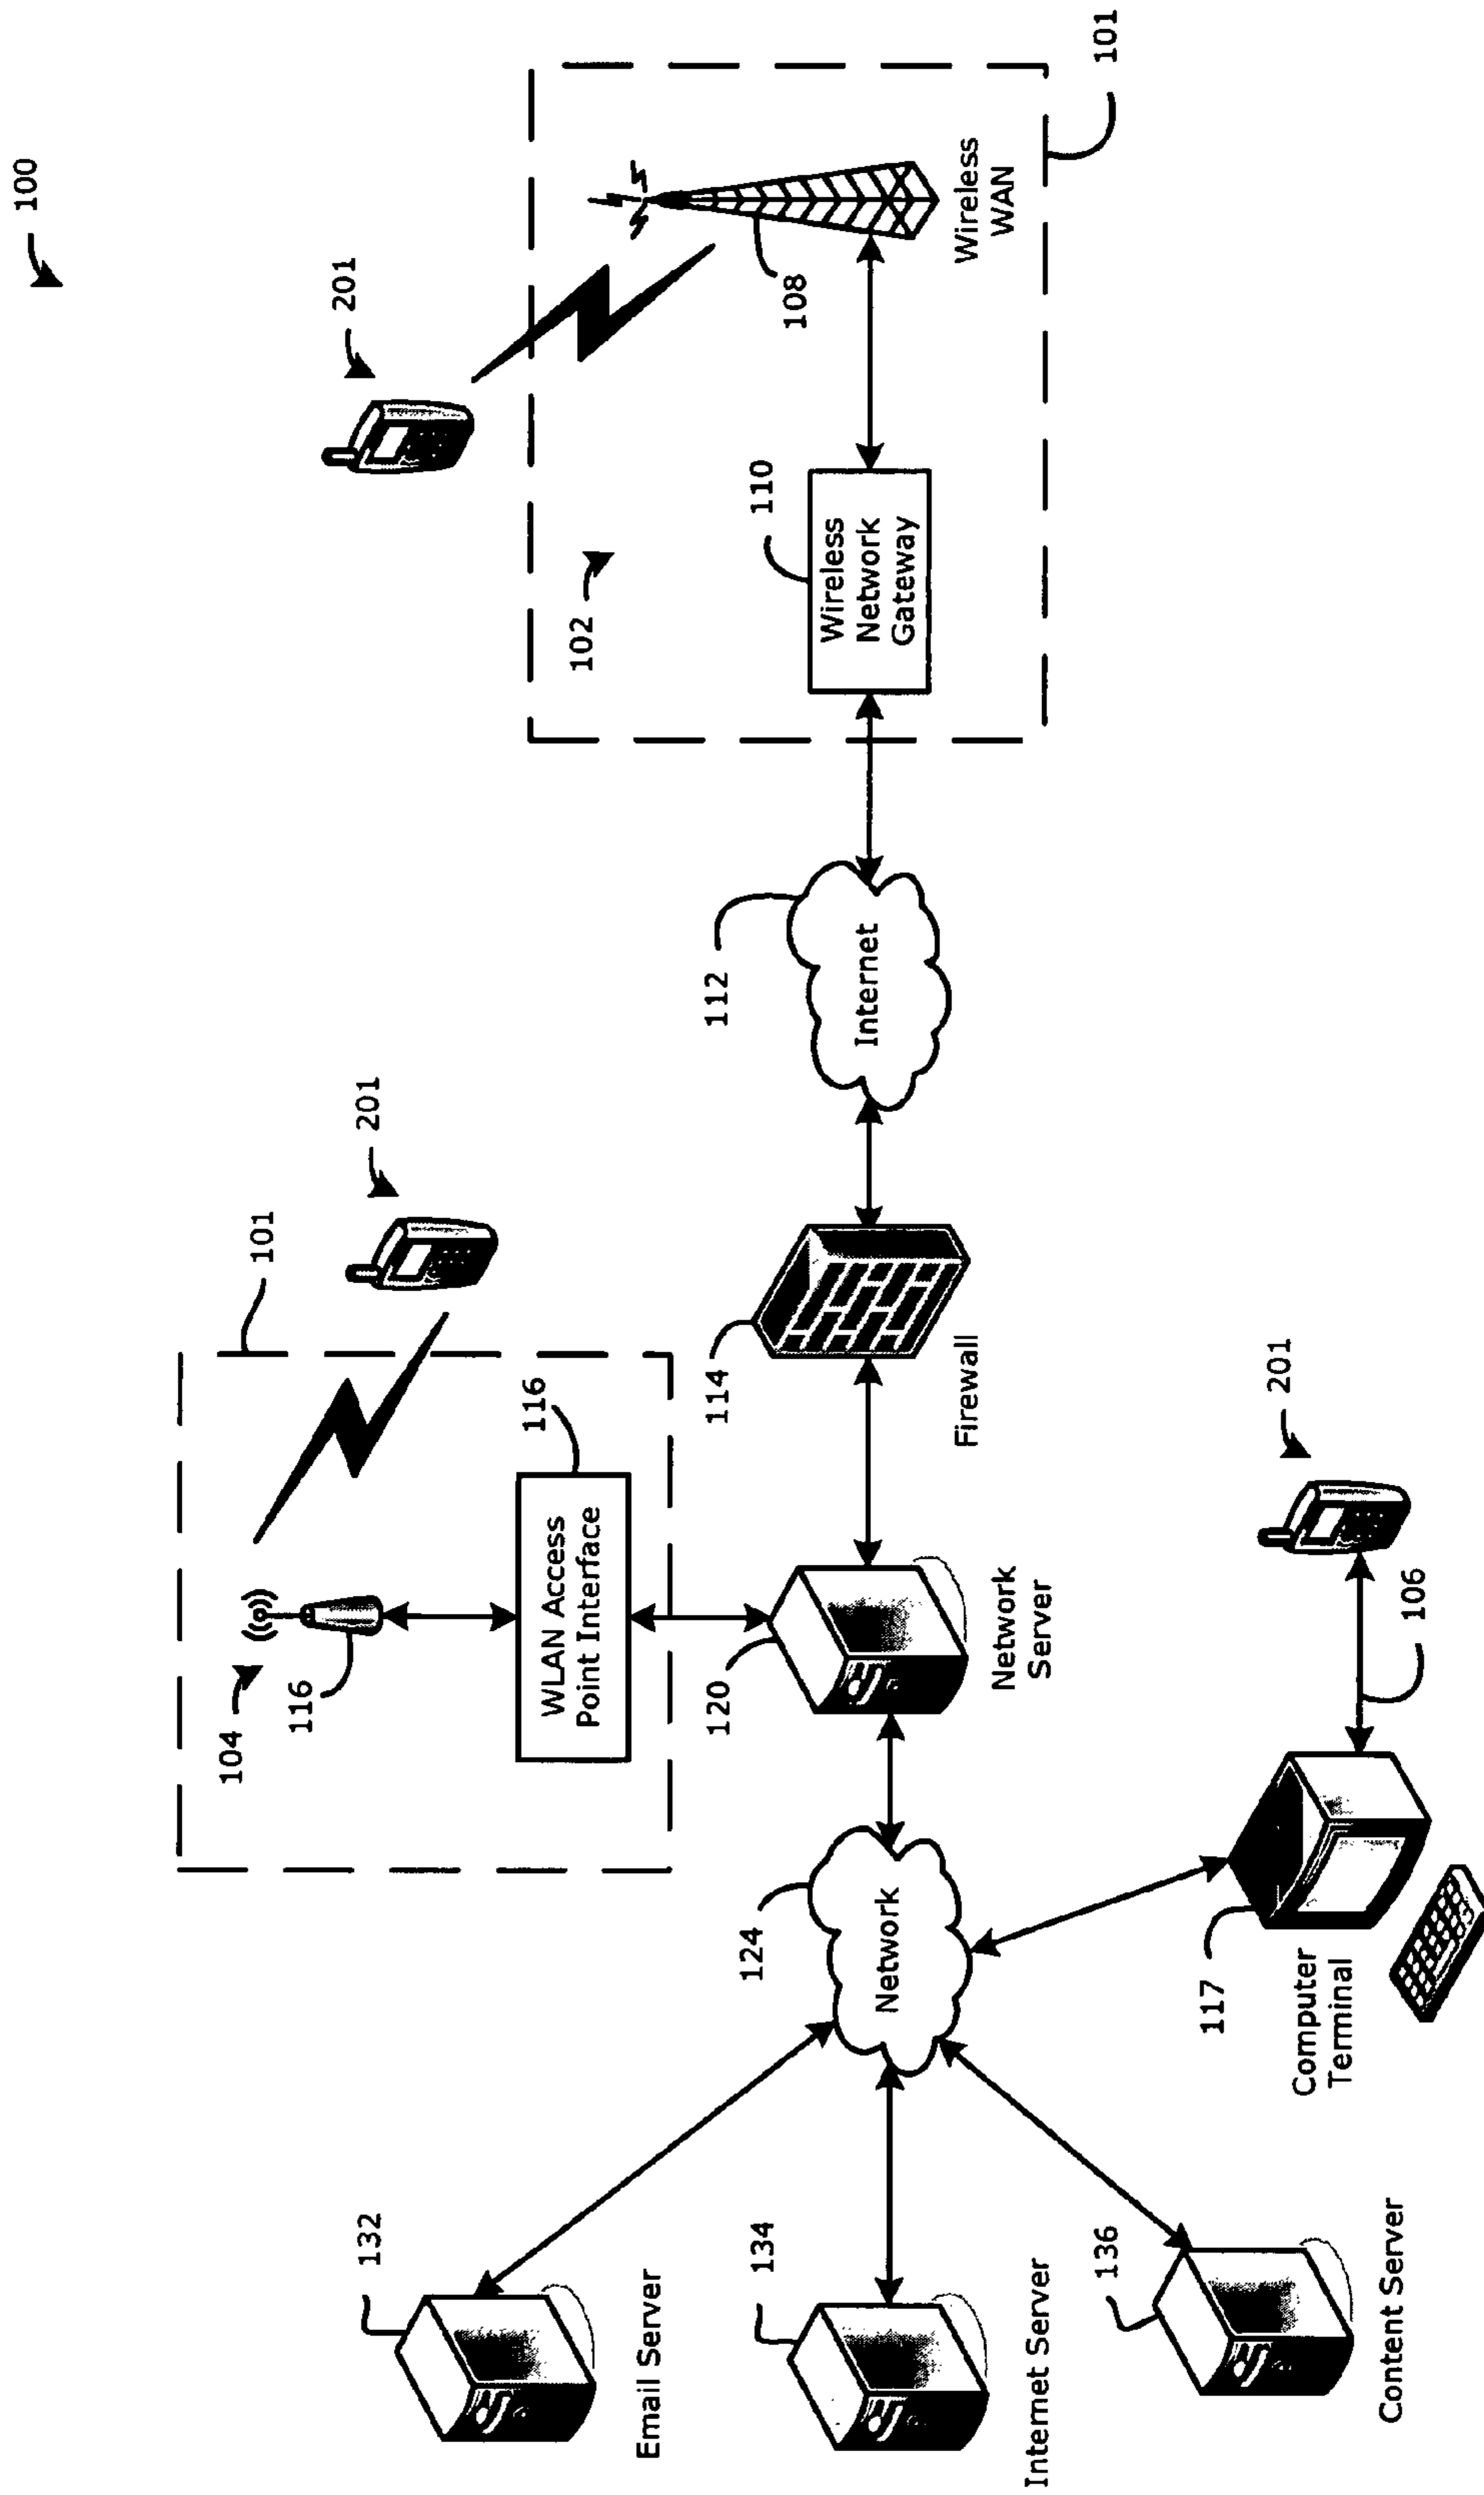 100
201
101
108
Wireless
WAN
102
110
Wireless
Network
Gateway
112
Internet
201
101
114
Firewall
104
116
116
WLAN Access
Point Interface
120
Network
Server
124
Network
201
106
117
Computer
Terminal
132
Email Server
134
Internet Server
136
Content Server